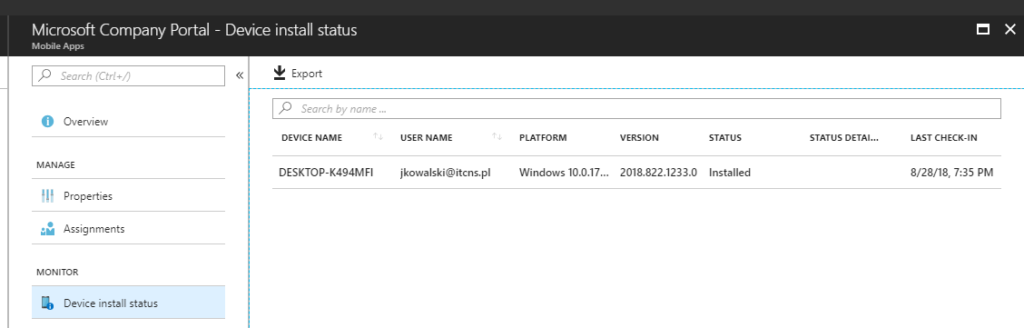 Microsoft Company Portal - Device install status
Mobile Apps
Search (Ctrl+/)
«
Export
Overview
Search by name ...
MANAGE
DEVICE NAME USER NAME PLATFORM VERSION STATUS STATUS DETAI... LAST CHECK-IN
DESKTOP-K494MFI jkowalski@itcns.pl Windows 10.0.17... 2018.822.1233.0 Installed 8/28/18, 7:35 PM
Properties
Assignments
MONITOR
Device install status